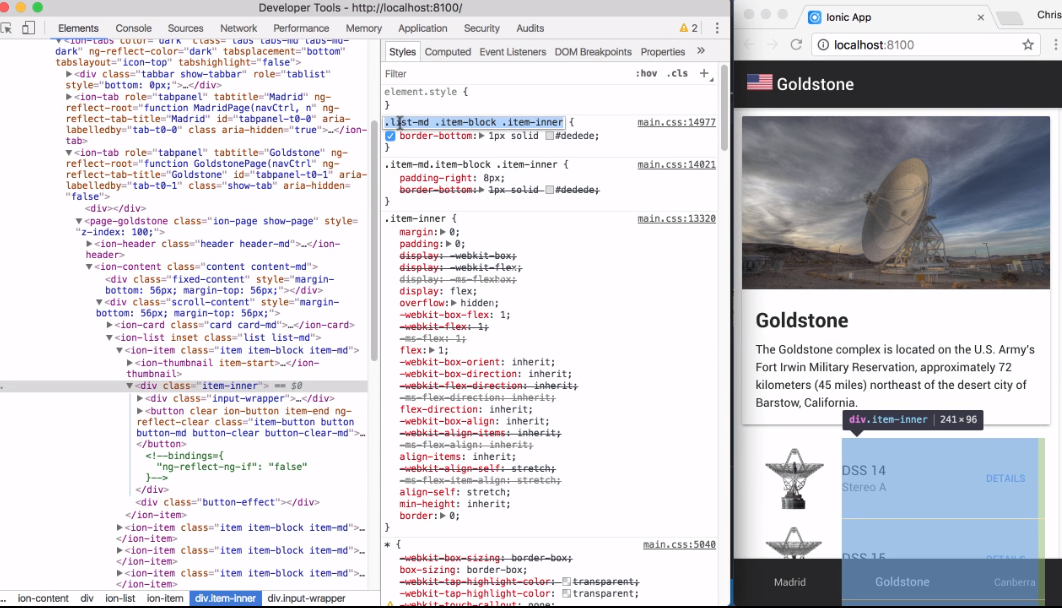 Developer Tools - http://localhost:8100/
Elements Console Sources Network Performance Memory Application Security Audits 2
<ion-tabs color="dark" class="tabs tabs-md tabs-md-
dark" ng-reflect-color="dark" tabsplacement="bottom"
tabslayout="icon-top" tabshighlight="false">
▶<div class="tabbar show-tabbar" role="tablist"
style="bottom: 0px;">…</div>
▶<ion-tab role="tabpanel" tabtitle="Madrid" ng-
reflect-root="function MadridPage(navCtrl, n" ng-
reflect-tab-title="Madrid" id="tabpanel-t0-0" aria-
labelledby="tab-t0-0" class aria-hidden="true">…</ion-
tab>
▼<ion-tab role="tabpanel" tabtitle="Goldstone" ng-
reflect-root="function GoldstonePage(navCtrl" ng-
reflect-tab-title="Goldstone" id="tabpanel-t0-1" aria-
labelledby="tab-t0-1" class="show-tab" aria-hidden=
"false">
<div></div>
▼<page-goldstone class="ion-page show-page" style=
"z-index: 100;">
▶<ion-header class="header header-md">…</ion-
header>
▼<ion-content class="content content-md">
<div class="fixed-content" style="margin-
bottom: 56px; margin-top: 56px;"></div>
▼<div class="scroll-content" style="margin-
bottom: 56px; margin-top: 56px;">
▶<ion-card class="card card-md">…</ion-card>
▼<ion-list inset class="list list-md">
▼<ion-item class="item item-block item-md">
▶<ion-thumbnail item-start>…</ion-
thumbnail>
… ▼<div class="item-inner"> == $0
▶<div class="input-wrapper">…</div>
▶<button clear ion-button item-end ng-
reflect-clear class="item-button button
button-md button-clear button-clear-md">…
</button>
<!--bindings={
"ng-reflect-ng-if": "false"
}-->
</div>
<div class="button-effect"></div>
</ion-item>
▶<ion-item class="item item-block item-md">…
</ion-item>
▶<ion-item class="item item-block item-md">…
</ion-item>
▶<ion-item class="item item-block item-md">…
</ion-item>
... ion-content div ion-list ion-item div.item-inner div.input-wrapper
Styles Computed Event Listeners DOM Breakpoints Properties »
Filter :hov .cls +
element.style {
}
.list-md .item-block .item-inner { main.css:14977
border-bottom:▶ 1px solid #dedede;
}
.item-md.item-block .item-inner { main.css:14021
padding-right: 8px;
border-bottom:▶ 1px solid #dedede;
}
.item-inner { main.css:13320
margin:▶ 0;
padding:▶ 0;
display: -webkit-box;
display: -webkit-flex;
display: -ms-flexbox;
display: flex;
overflow:▶ hidden;
-webkit-box-flex: 1;
-webkit-flex: 1;
-ms-flex: 1;
flex:▶ 1;
-webkit-box-orient: inherit;
-webkit-box-direction: inherit;
-webkit-flex-direction: inherit;
-ms-flex-direction: inherit;
flex-direction: inherit;
-webkit-box-align: inherit;
-webkit-align-items: inherit;
-ms-flex-align: inherit;
align-items: inherit;
-webkit-align-self: stretch;
-ms-flex-item-align: stretch;
align-self: stretch;
min-height: inherit;
border:▶ 0;
}
* { main.css:5040
-webkit-box-sizing: border-box;
box-sizing: border-box;
-webkit-tap-highlight-color: transparent;
-webkit-tap-highlight-color: transparent;
-webkit-touch-callout: none;
Ionic App × Chris
localhost:8100
Goldstone
Goldstone
The Goldstone complex is located on the U.S. Army's
Fort Irwin Military Reservation, approximately 72
kilometers (45 miles) northeast of the desert city of
Barstow, California.
div.item-inner | 241×96
DSS 14
Stereo A
DETAILS
DSS 15
DETAILS
Madrid Goldstone Canberra